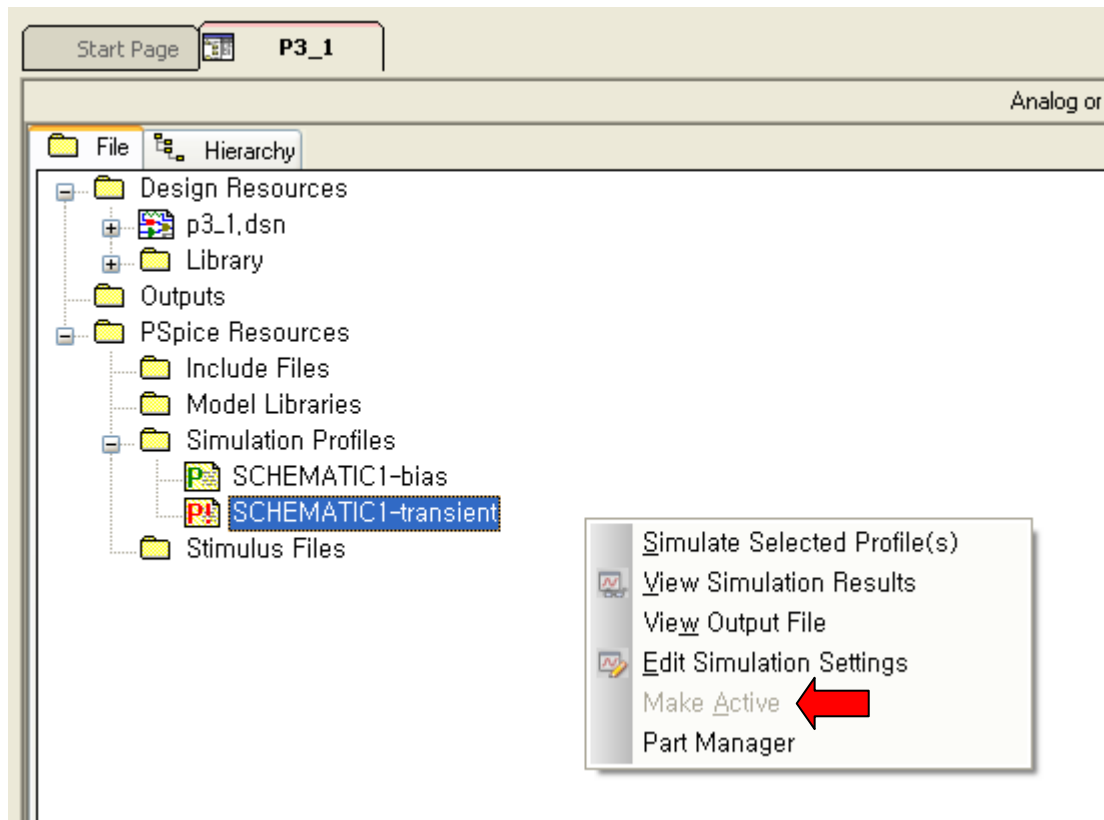 Start Page
P3_1
Analog or
File
Hierarchy
Design Resources
p3_1.dsn
Library
Outputs
PSpice Resources
Include Files
Model Libraries
Simulation Profiles
SCHEMATIC1-bias
SCHEMATIC1-transient
Stimulus Files
Simulate Selected Profile(s)
View Simulation Results
View Output File
Edit Simulation Settings
Make Active
Part Manager